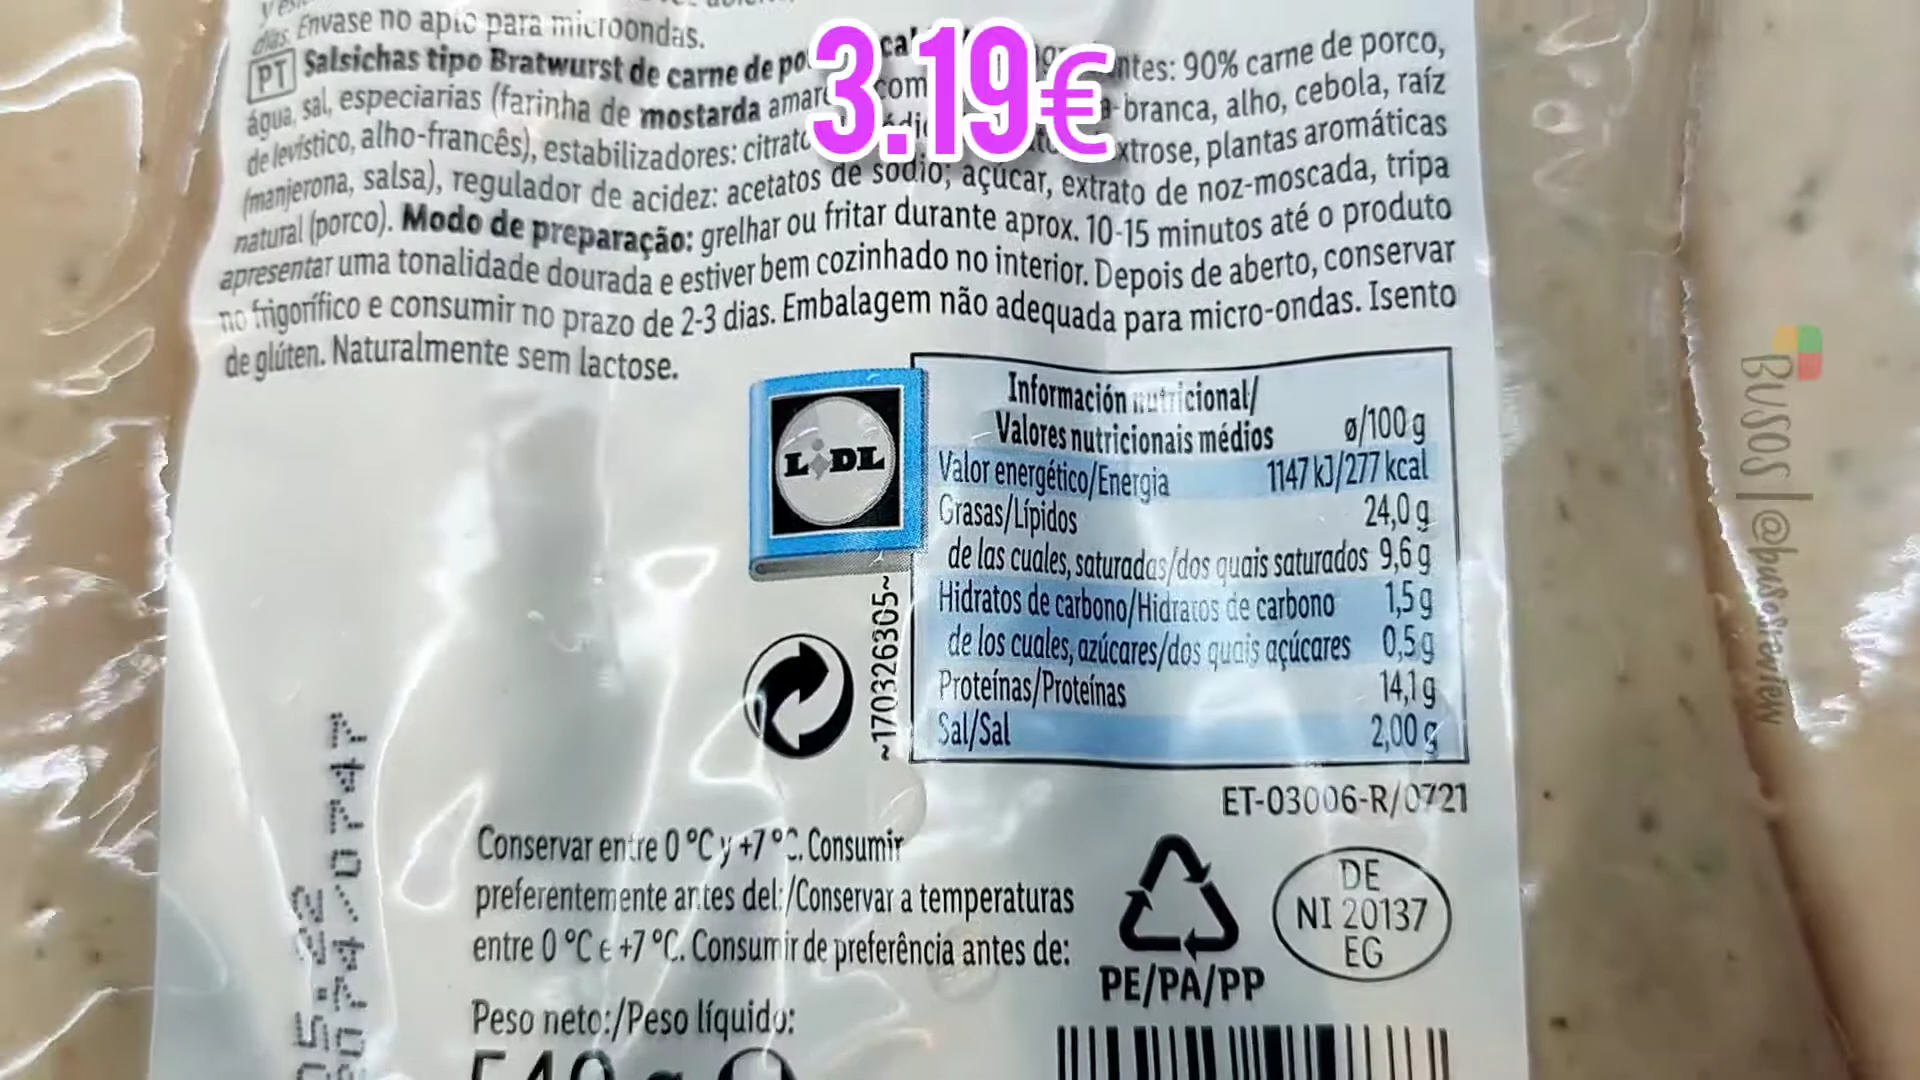 Envase no apto para microondas.
3.19€
PT Salsichas tipo Bratwurst de carne de 90% carne de porco,
água, sal, especiarias (farinha de mostarda branca, alho, cebola, raíz
de levístico, alho-francês), estabilizadores: plantas aromáticas
(manjerona, salsa), regulador de acidez: acetatos de sódio; açúcar, extrato de noz-moscada, tripa
natural (porco). Modo de preparação: grelhar ou fritar durante aprox. 10-15 minutos até o produto
apresentar uma tonalidade dourada e estiver bem cozinhado no interior. Depois de aberto, conservar
no frigorífico e consumir no prazo de 2-3 dias. Embalagem não adequada para micro-ondas. Isento
de glúten. Naturalmente sem lactose.
LIDL
~1703326305~
Información nutricional/
Valores nutricionais médios ø/100 g
Valor energético/Energia 1147 kJ/277 kcal
Grasas/Lípidos 24,0 g
de las cuales, saturadas/dos quais saturados 9,6 g
Hidratos de carbono/Hidratos de carbono 1,5 g
de los cuales, azúcares/dos quais açúcares 0,5 g
Proteínas/Proteínas 14,1 g
Sal/Sal 2,00 g
ET-03006-R/0721
Conservar entre 0 °C y +7 °C. Consumir
preferentemente antes del:/Conservar a temperaturas
entre 0 °C e +7 °C. Consumir de preferência antes de:
PE/PA/PP
DE
NI 20137
EG
Peso neto:/Peso líquido:
540 g
BUSOS | @busosreview